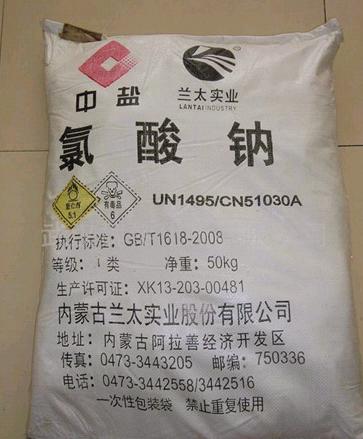 中盐
兰太实业
LANTAI INDUSTRY
氯酸钠
5.1
有毒品
6
UN1495/CN51030A
执行标准：GB/T1618-2008
等级：I类 净重：50kg
生产许可证：XK13-203-00481
内蒙古兰太实业股份有限公司
地址：内蒙古阿拉善经济开发区
传真：0473-3443205 邮编：750336
电话：0473-3442558/3442516
一次性包装袋 禁止重复使用